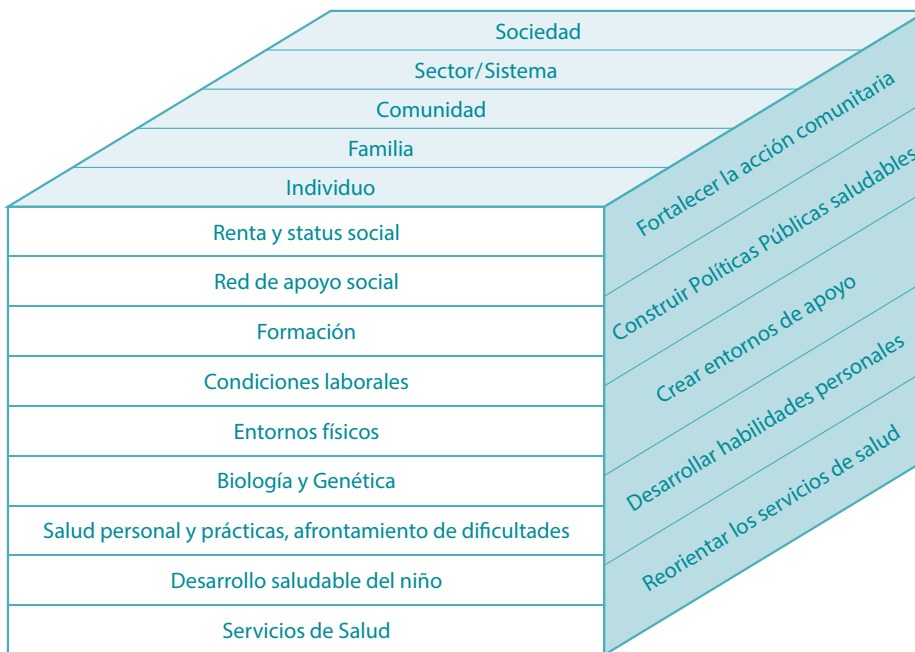 Sociedad
Sector/Sistema
Comunidad
Familia
Individuo
Renta y status social
Red de apoyo social
Formación
Condiciones laborales
Entornos físicos
Biología y Genética
Salud personal y prácticas, afrontamiento de dificultades
Desarrollo saludable del niño
Servicios de Salud
Fortalecer la acción comunitaria
Construir Políticas Públicas saludables
Crear entornos de apoyo
Desarrollar habilidades personales
Reorientar los servicios de salud